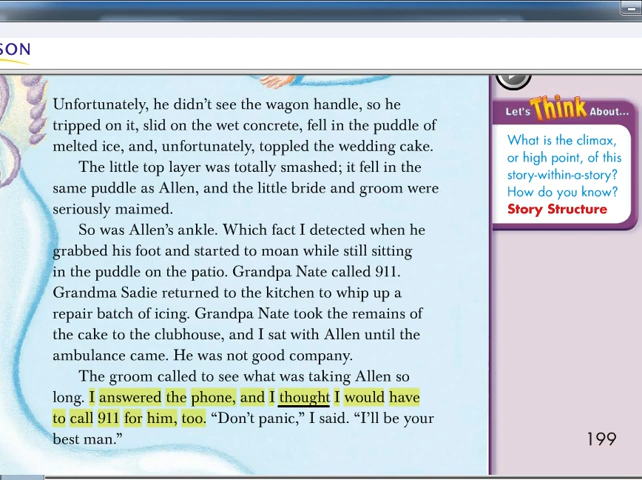 SON
Unfortunately, he didn't see the wagon handle, so he
tripped on it, slid on the wet concrete, fell in the puddle of
melted ice, and, unfortunately, toppled the wedding cake.
The little top layer was totally smashed; it fell in the
same puddle as Allen, and the little bride and groom were
seriously maimed.
So was Allen's ankle. Which fact I detected when he
grabbed his foot and started to moan while still sitting
in the puddle on the patio. Grandpa Nate called 911.
Grandma Sadie returned to the kitchen to whip up a
repair batch of icing. Grandpa Nate took the remains of
the cake to the clubhouse, and I sat with Allen until the
ambulance came. He was not good company.
The groom called to see what was taking Allen so
long. I answered the phone, and I thought I would have
to call 911 for him, too. “Don't panic,” I said. “I'll be your
best man.”
Let's Think About...
What is the climax,
or high point, of this
story-within-a-story?
How do you know?
Story Structure
199